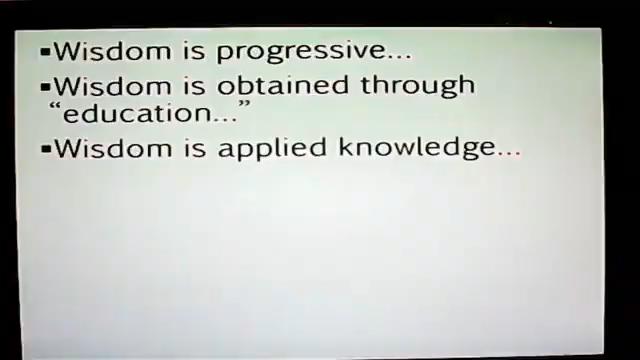 ▪Wisdom is progressive...
▪Wisdom is obtained through
“education...”
▪Wisdom is applied knowledge...